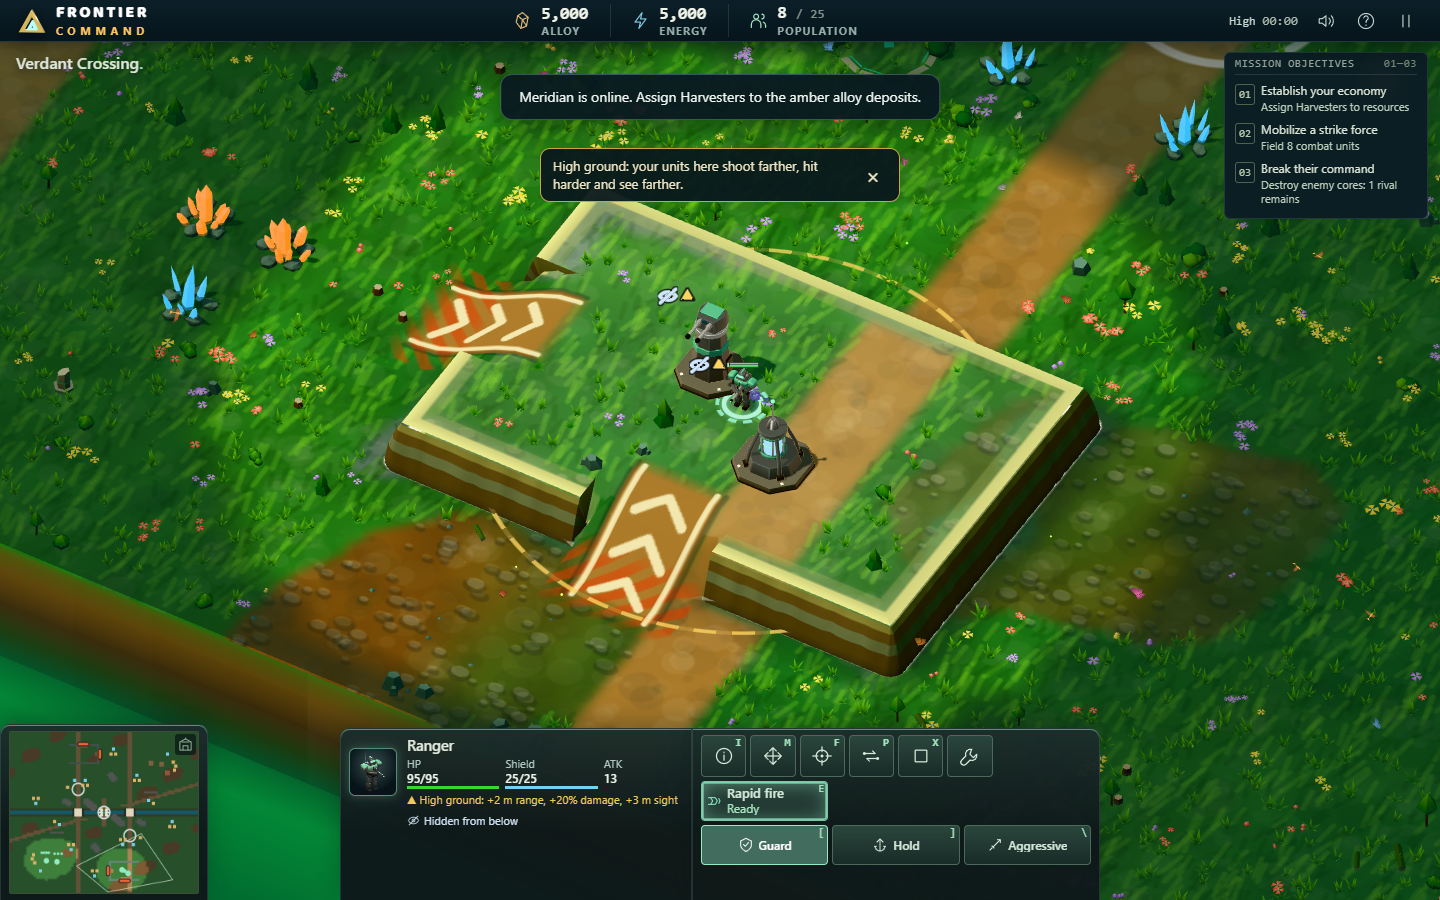 FRONTIER
COMMAND
5,000
ALLOY
5,000
ENERGY
8 / 25
POPULATION
High 00:00
Verdant Crossing.
Meridian is online. Assign Harvesters to the amber alloy deposits.
High ground: your units here shoot farther, hit
harder and see farther.
MISSION OBJECTIVES 01—03
01 Establish your economy
Assign Harvesters to resources
02 Mobilize a strike force
Field 8 combat units
03 Break their command
Destroy enemy cores: 1 rival
remains
Ranger
HP Shield ATK
95/95 25/25 13
High ground: +2 m range, +20% damage, +3 m sight
Hidden from below
I M F P X
Rapid fire E
Ready
Guard [ Hold ] Aggressive \